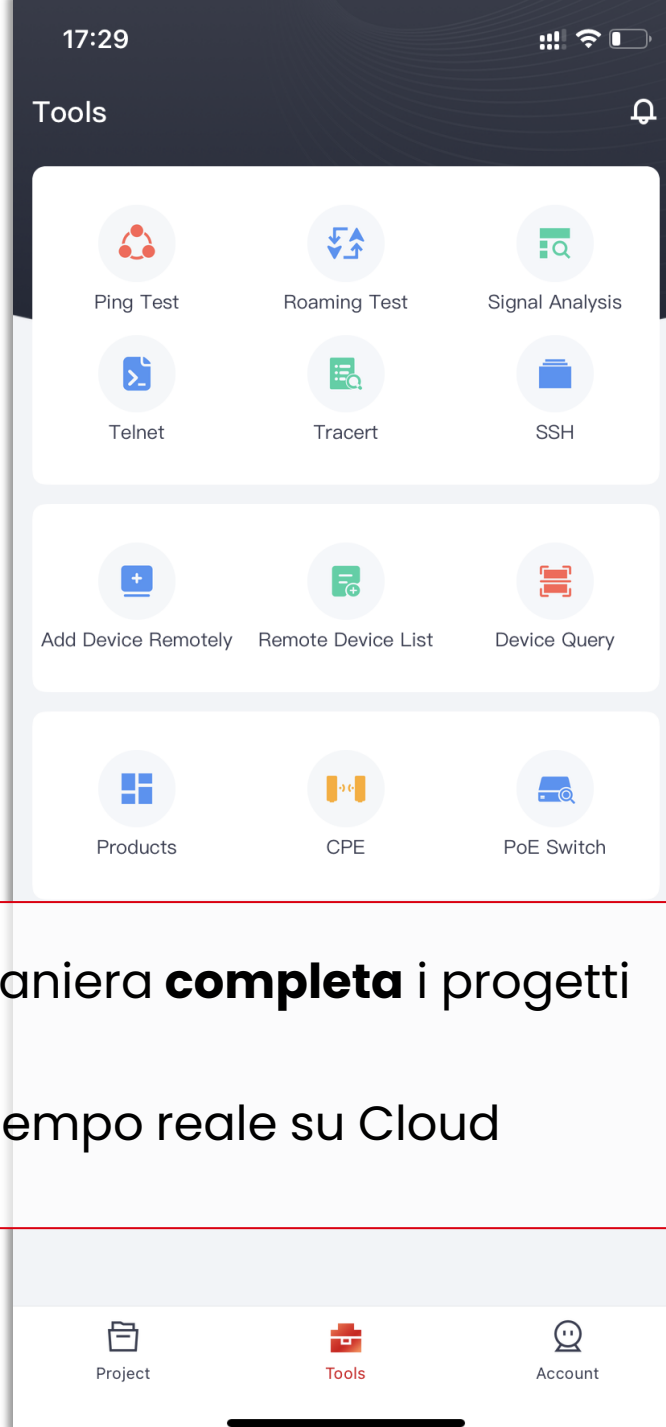 17:29
Tools
Ping Test Roaming Test Signal Analysis
Telnet Tracert SSH
Add Device Remotely Remote Device List Device Query
Products CPE PoE Switch
aniera completa i progetti
empo reale su Cloud
Project Tools Account